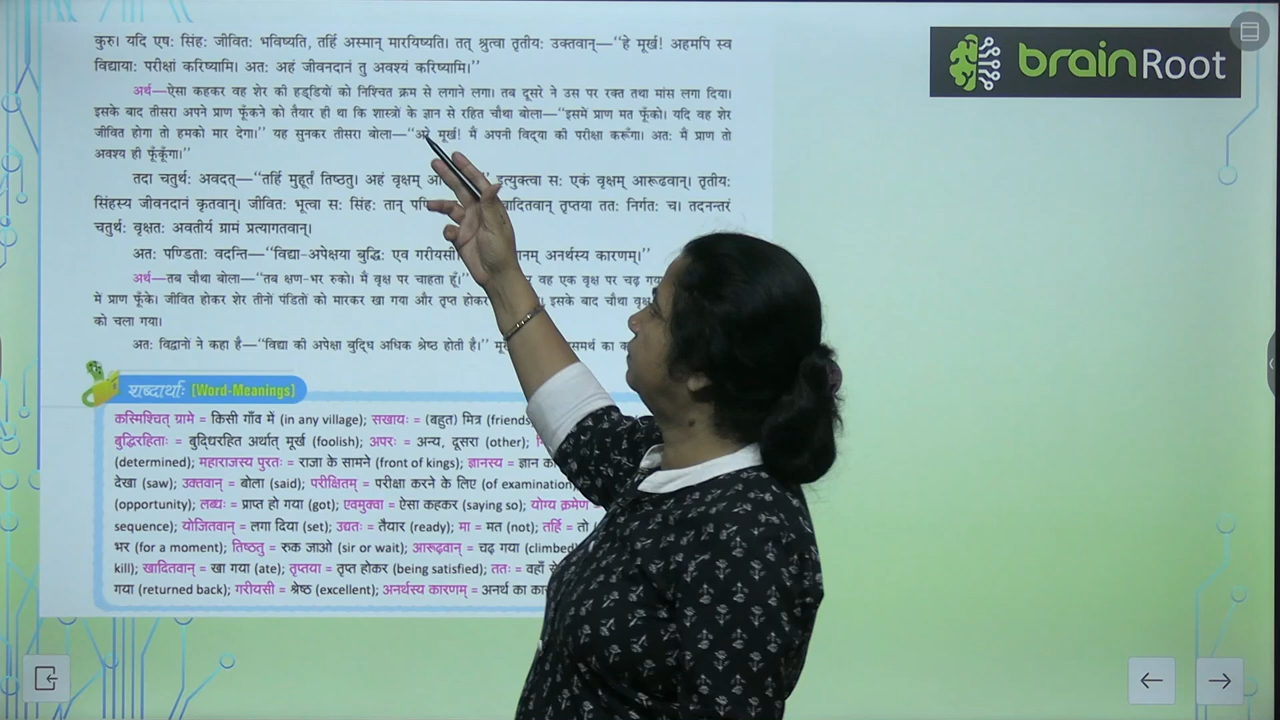 कुरु। यदि एषः सिंहः जीवितः भविष्यति, तर्हि अस्मान् मारयिष्यति। तत् श्रुत्वा तृतीयः उक्तवान्—‘‘हे मूर्ख! अहमपि स्व
विद्यायाः परीक्षां करिष्यामि। अतः अहं जीवनदानं तु अवश्यं करिष्यामि।’’
अर्थ—ऐसा कहकर वह शेर की हड्डियों को निश्चित क्रम से लगाने लगा। तब दूसरे ने उस पर रक्त तथा मांस लगा दिया।
इसके बाद तीसरा अपने प्राण फूँकने को तैयार ही था कि शास्त्रों के ज्ञान से रहित चौथा बोला—‘‘इसमें प्राण मत फूँको। यदि वह शेर
जीवित होगा तो हमको मार देगा।’’ यह सुनकर तीसरा बोला—‘‘अरे मूर्ख! मैं अपनी विद्या की परीक्षा करूँगा। अतः मैं प्राण तो
अवश्य ही फूँकूँगा।’’
तदा चतुर्थः अवदत्—‘‘तर्हि मुहूर्तं तिष्ठतु। अहं वृक्षम् इत्युक्त्वा सः एकं वृक्षम् आरूढवान्। तृतीयः
सिंहस्य जीवनदानं कृतवान्। जीवितः भूत्वा सः सिंहः तान् तृप्तया ततः निर्गतः च। तदनन्तरं
चतुर्थः वृक्षतः अवतीर्य ग्रामं प्रत्यागतवान्।
अतः पण्डिताः वदन्ति—‘‘विद्या-अपेक्षया बुद्धिः एव गरीयसी अनर्थस्य कारणम्।’’
अर्थ—तब चौथा बोला—‘‘तब क्षण-भर रुको। मैं वृक्ष पर चाहता हूँ।’’ वह एक वृक्ष पर चढ़
में प्राण फूँके। जीवित होकर शेर तीनों पंडितों को मारकर खा गया और तृप्त होकर इसके बाद चौथा
को चला गया।
अतः विद्वानों ने कहा है—‘‘विद्या की अपेक्षा बुद्धि अधिक श्रेष्ठ होती है।’’ का
brainRoot
शब्दार्थाः [Word-Meanings]
कस्मिश्चित् ग्रामे = किसी गाँव में (in any village); सखायः = (बहुत) मित्र (friends
बुद्धिरहिताः = बुद्धिरहित अर्थात् मूर्ख (foolish); अपरः = अन्य, दूसरा (other);
(determined); महाराजस्य पुरतः = राजा के सामने (front of kings); ज्ञानस्य = ज्ञान
देखा (saw); उक्तवान् = बोला (said); परीक्षितम् = परीक्षा करने के लिए (of examination
(opportunity); लब्धः = प्राप्त हो गया (got); एवमुक्वा = ऐसा कहकर (saying so); योग्य क्रमेण
sequence); योजितवान् = लगा दिया (set); उद्यतः = तैयार (ready); मा = मत (not); तर्हि = तो
भर (for a moment); तिष्ठतु = रुक जाओ (sir or wait); आरूढ़वान् = चढ़ गया (climbed
kill); खादितवान् = खा गया (ate); तृप्तया = तृप्त होकर (being satisfied); ततः = वहाँ
गया (returned back); गरीयसी = श्रेष्ठ (excellent); अनर्थस्य कारणम् = अनर्थ का